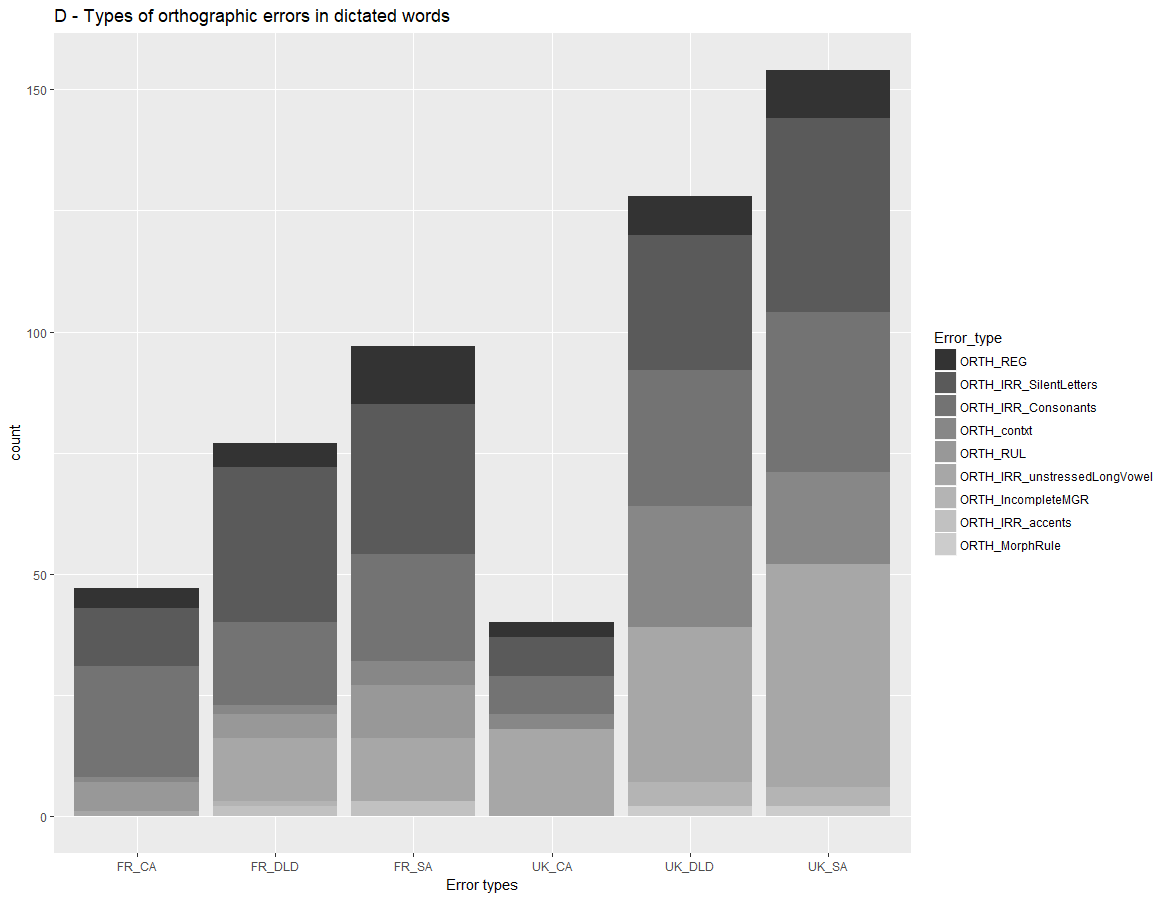 D - Types of orthographic errors in dictated words
150
100
50
0
count
FR_CA
FR_DLD
FR_SA
UK_CA
UK_DLD
UK_SA
Error types
Error_type
ORTH_REG
ORTH_IRR_SilentLetters
ORTH_IRR_Consonants
ORTH_contxt
ORTH_RUL
ORTH_IRR_unstressedLongVowel
ORTH_IncompleteMGR
ORTH_IRR_accents
ORTH_MorphRule